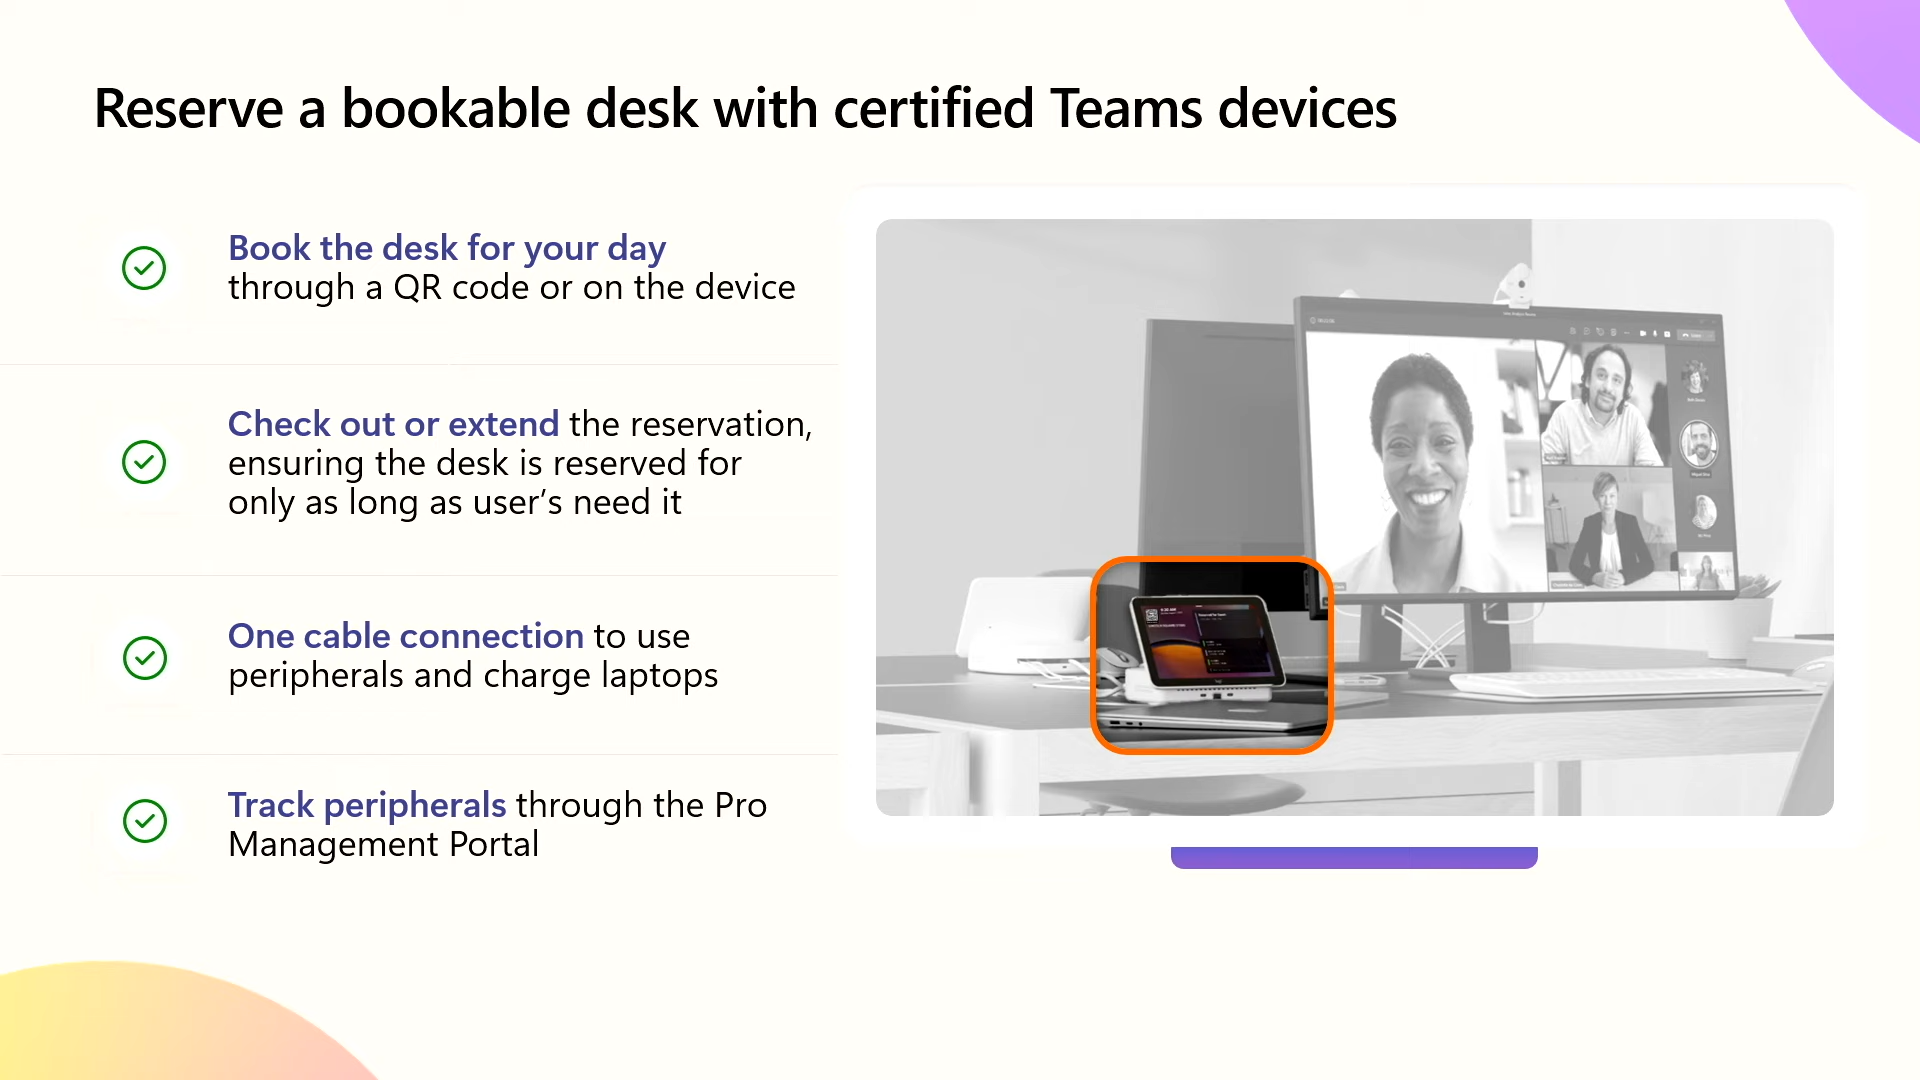 Reserve a bookable desk with certified Teams devices
Book the desk for your day
through a QR code or on the device
Check out or extend the reservation,
ensuring the desk is reserved for
only as long as user’s need it
One cable connection to use
peripherals and charge laptops
Track peripherals through the Pro
Management Portal